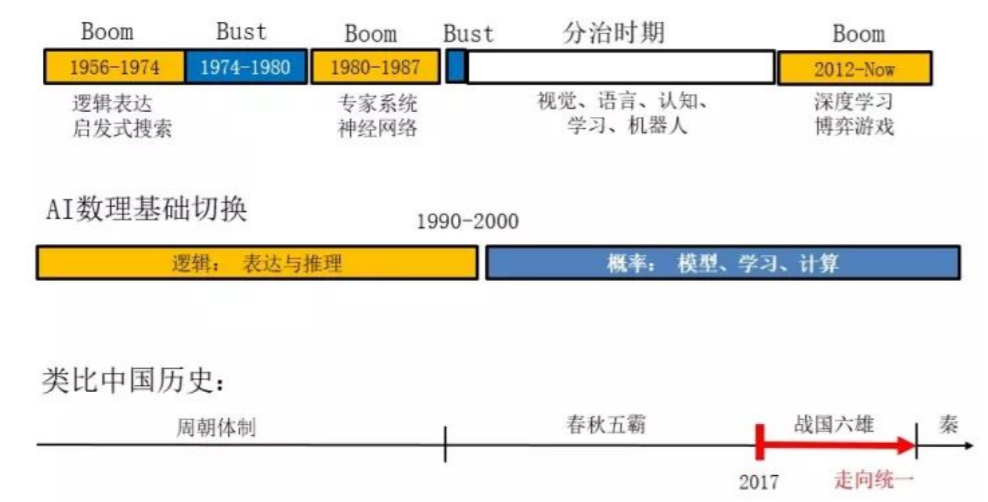 Boom Bust Boom Bust 分治时期 Boom
1956-1974 1974-1980 1980-1987 2012-Now
逻辑表达 专家系统 视觉、语言、认知、 深度学习
启发式搜索 神经网络 学习、机器人 博弈游戏
AI数理基础切换
1990-2000
逻辑： 表达与推理 概率： 模型、学习、计算
类比中国历史:
周朝体制 春秋五霸 战国六雄 秦
2017 走向统一